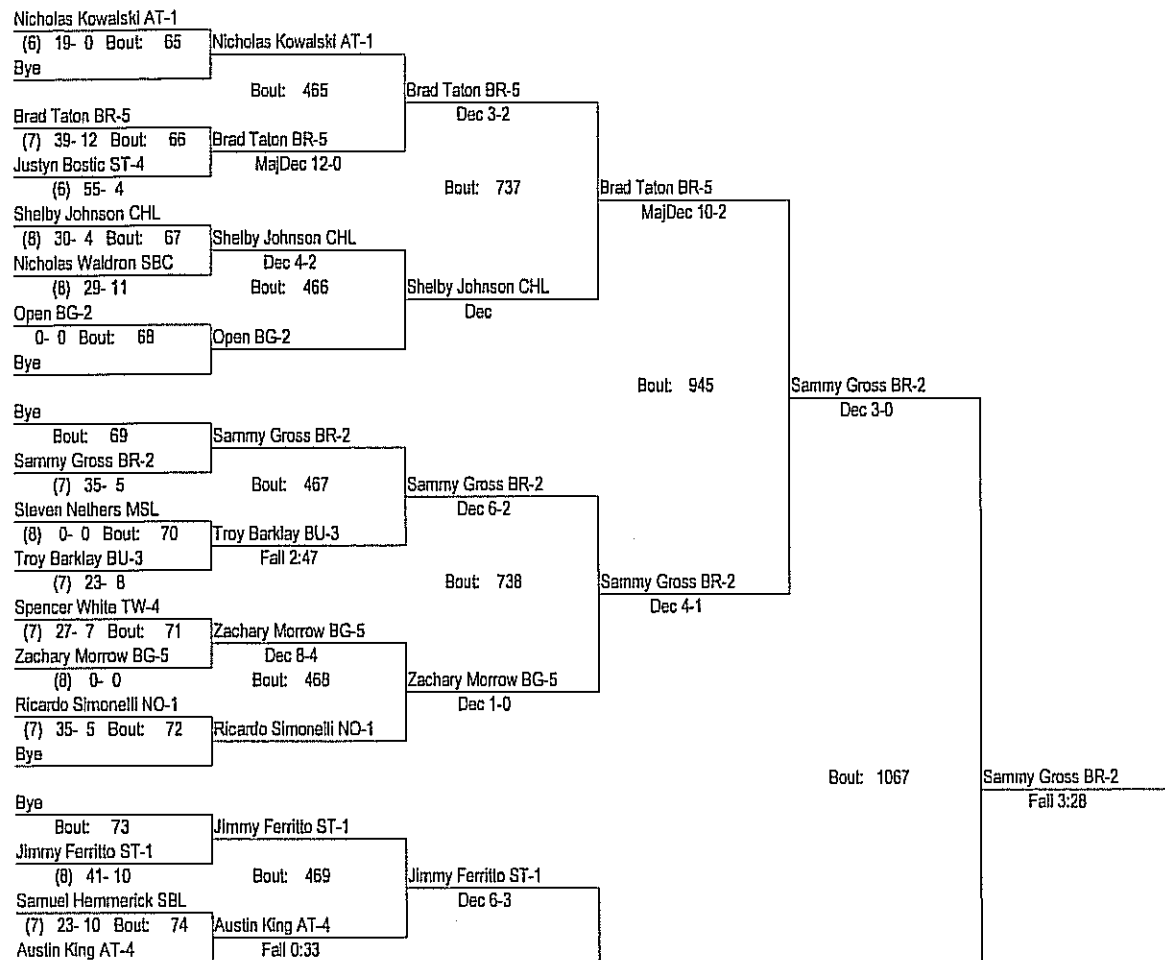 Nicholas Kowalski AT-1
(6) 19- 0 Bout: 65
Nicholas Kowalski AT-1
Bye
Bout: 465
Brad Taton BR-5
Dec 3-2
Brad Taton BR-5
(7) 39- 12 Bout: 66
Brad Taton BR-5
MajDec 12-0
Justyn Bostic ST-4
(6) 55- 4
Bout: 737
Brad Taton BR-5
MajDec 10-2
Shelby Johnson CHL
(8) 30- 4 Bout: 67
Shelby Johnson CHL
Dec 4-2
Nicholas Waldron SBC
(8) 29- 11
Bout: 466
Shelby Johnson CHL
Dec
Open BG-2
0- 0 Bout: 68
Open BG-2
Bye
Bout: 945
Sammy Gross BR-2
Dec 3-0
Bye
Bout: 69
Sammy Gross BR-2
Sammy Gross BR-2
(7) 35- 5
Bout: 467
Sammy Gross BR-2
Dec 6-2
Steven Nethers MSL
(8) 0- 0 Bout: 70
Troy Barklay BU-3
Fall 2:47
Troy Barklay BU-3
(7) 23- 8
Bout: 738
Sammy Gross BR-2
Dec 4-1
Spencer White TW-4
(7) 27- 7 Bout: 71
Zachary Morrow BG-5
Dec 8-4
Zachary Morrow BG-5
(8) 0- 0
Bout: 468
Zachary Morrow BG-5
Dec 1-0
Ricardo Simonelli NO-1
(7) 35- 5 Bout: 72
Ricardo Simonelli NO-1
Bye
Bout: 1067
Sammy Gross BR-2
Fall 3:28
Bye
Bout: 73
Jimmy Ferritto ST-1
Jimmy Ferritto ST-1
(8) 41- 10
Bout: 469
Jimmy Ferritto ST-1
Dec 6-3
Samuel Hemmerick SBL
(7) 23- 10 Bout: 74
Austin King AT-4
Fall 0:33
Austin King AT-4